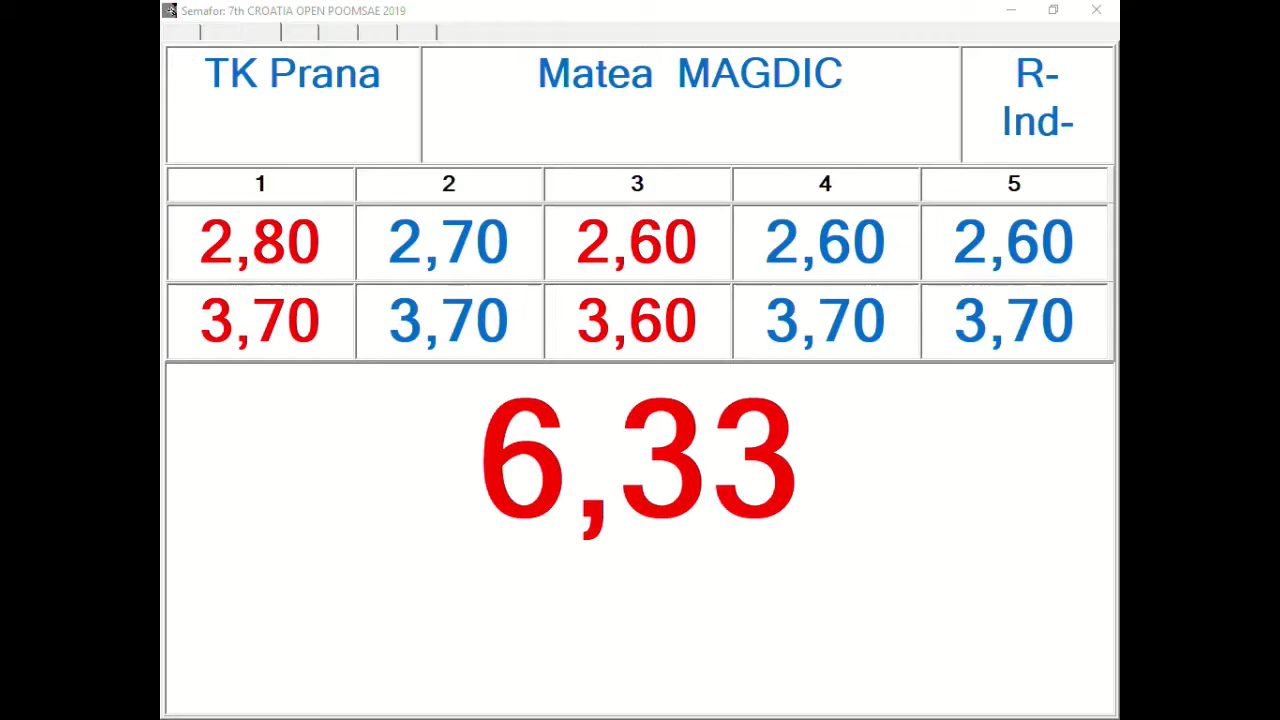 Semafor: 7th CROATIA OPEN POOMSAE 2019
TK Prana
Matea MAGDIC
R-
Ind-
1 2 3 4 5
2,80 2,70 2,60 2,60 2,60
3,70 3,70 3,60 3,70 3,70
6,33